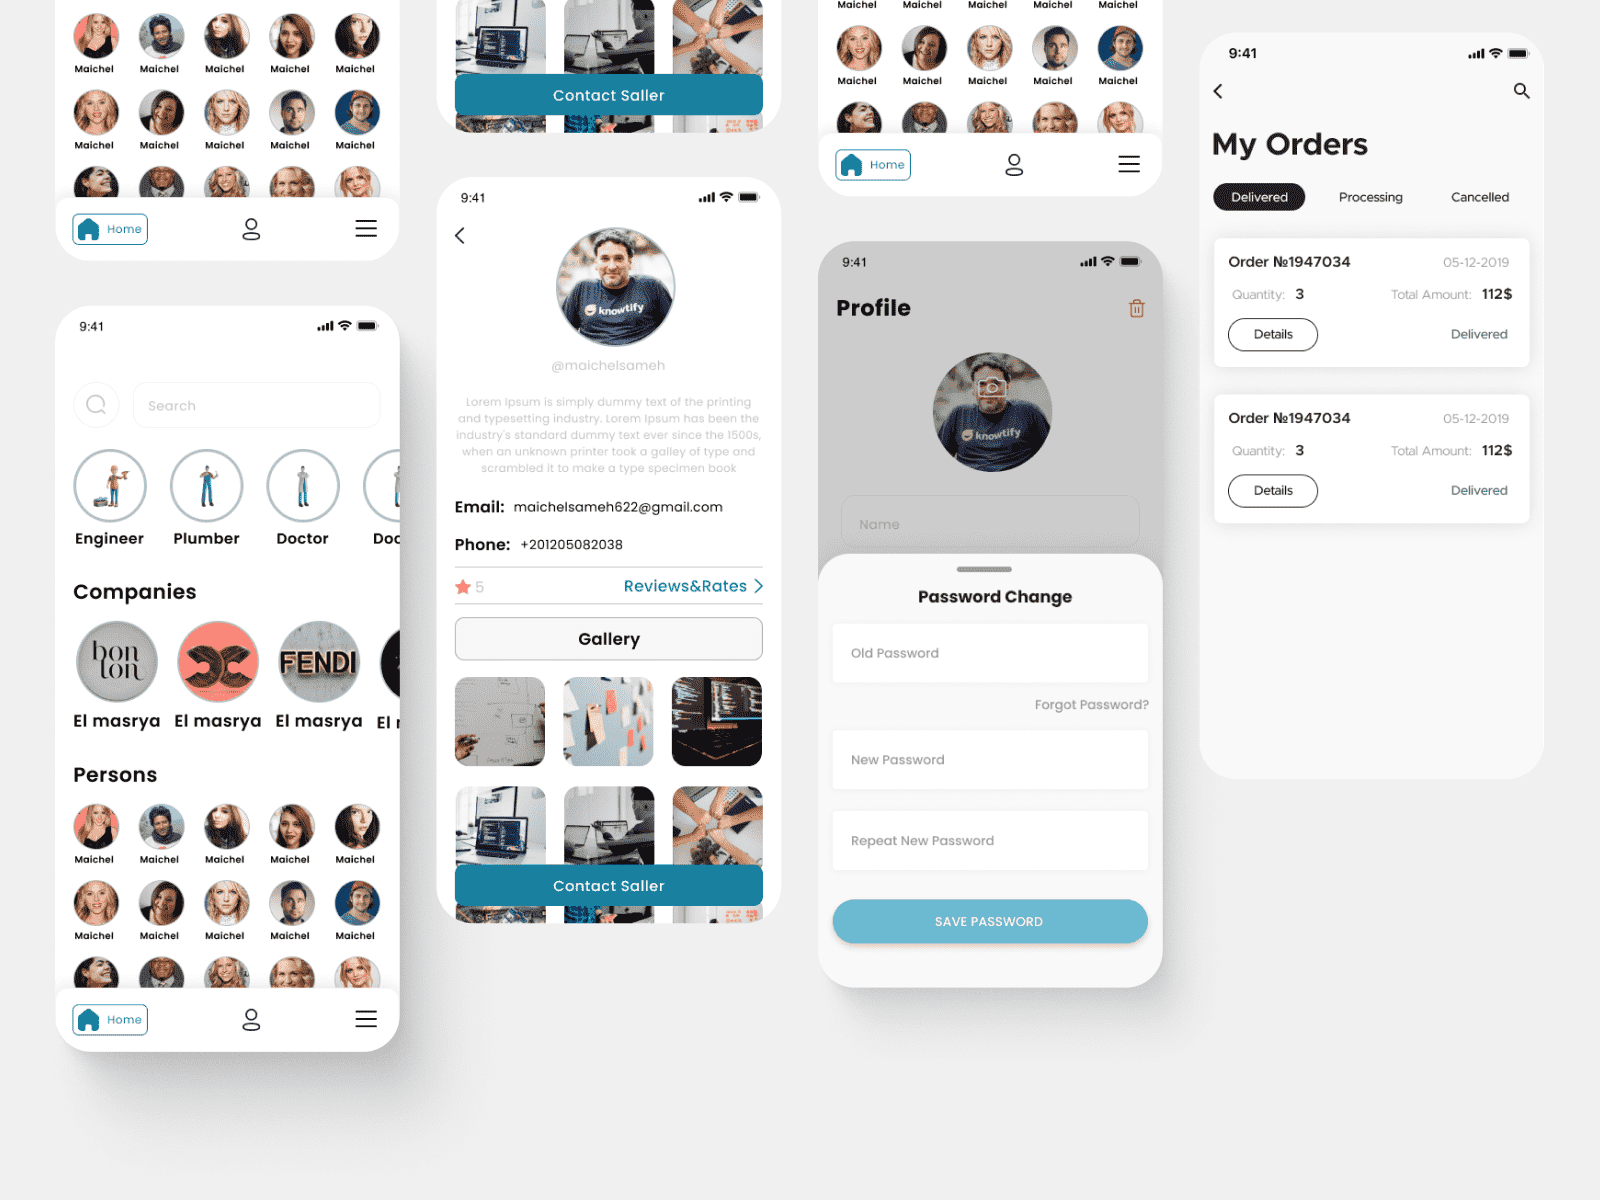 Maichel Maichel Maichel Maichel Maichel
Maichel Maichel Maichel Maichel Maichel
Home
9:41
Search
Engineer Plumber Doctor Doc
Companies
bon
ton
FENDI
El masrya El masrya El masrya El m
Persons
Maichel Maichel Maichel Maichel Maichel
Maichel Maichel Maichel Maichel Maichel
Home
Contact Saller
9:41
knowtify
@maichelsameh
Lorem Ipsum is simply dummy text of the printing
and typesetting industry. Lorem Ipsum has been the
industry's standard dummy text ever since the 1500s,
when an unknown printer took a galley of type and
scrambled it to make a type specimen book
Email: maichelsameh622@gmail.com
Phone: +201205082038
5 Reviews&Rates
Gallery
Contact Saller
Maichel Maichel Maichel Maichel Maichel
Maichel Maichel Maichel Maichel Maichel
Home
9:41
Profile
knowtify
Name
Password Change
Old Password
Forgot Password?
New Password
Repeat New Password
SAVE PASSWORD
9:41
My Orders
Delivered Processing Cancelled
Order №1947034 05-12-2019
Quantity: 3 Total Amount: 112$
Details Delivered
Order №1947034 05-12-2019
Quantity: 3 Total Amount: 112$
Details Delivered